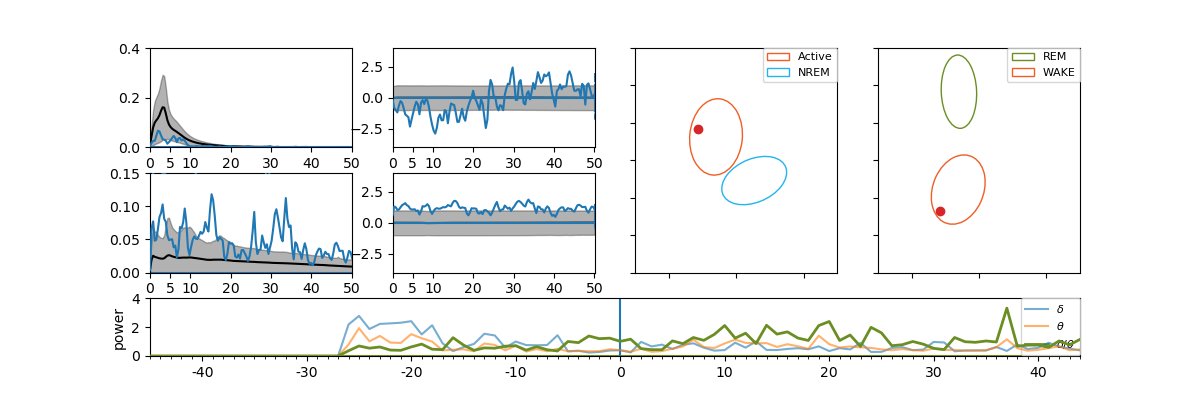 0.4
0.2
0.0
0 5 10 20 30 40 50
2.5
0.0
−2.5
0 5 10 20 30 40 50
Active
NREM
REM
WAKE
0.15
0.10
0.05
0.00
0 5 10 20 30 40 50
2.5
0.0
−2.5
0 5 10 20 30 40 50
power
4
2
0
δ
θ
δ/θ
-40 -30 -20 -10 0 10 20 30 40